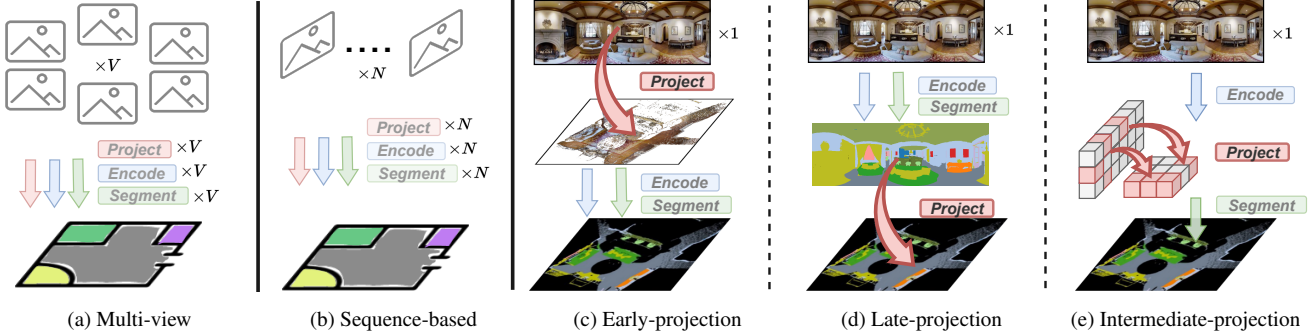 ×V
Project ×V
Encode ×V
Segment ×V
(a) Multi-view
×N
Project ×N
Encode ×N
Segment ×N
(b) Sequence-based
×1
Project
Encode
Segment
(c) Early-projection
×1
Encode
Segment
Project
(d) Late-projection
×1
Encode
Project
Segment
(e) Intermediate-projection